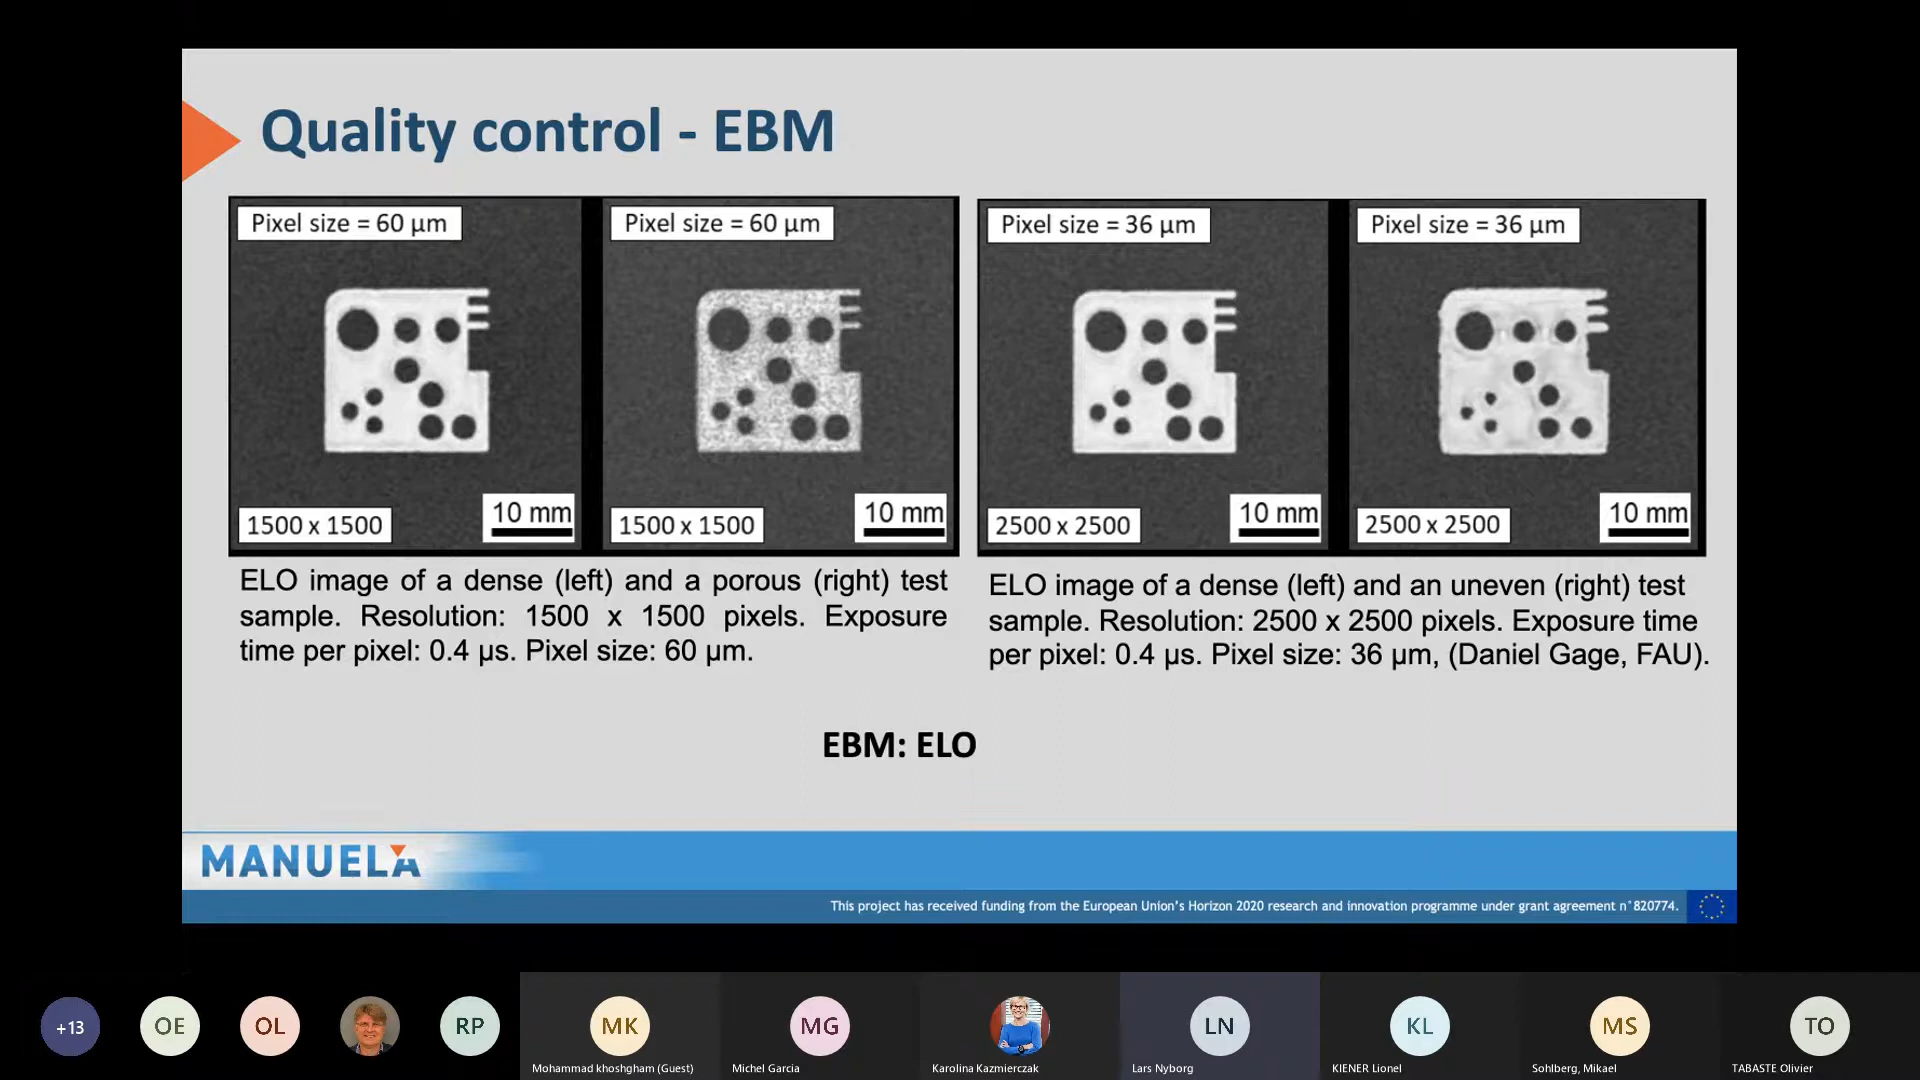 Quality control - EBM
Pixel size = 60 µm
Pixel size = 60 µm
Pixel size = 36 µm
Pixel size = 36 µm
1500 x 1500
10 mm
1500 x 1500
10 mm
2500 x 2500
10 mm
2500 x 2500
10 mm
ELO image of a dense (left) and a porous (right) test
sample. Resolution: 1500 x 1500 pixels. Exposure
time per pixel: 0.4 µs. Pixel size: 60 µm.
ELO image of a dense (left) and an uneven (right) test
sample. Resolution: 2500 x 2500 pixels. Exposure time
per pixel: 0.4 µs. Pixel size: 36 µm, (Daniel Gage, FAU).
EBM: ELO
MANUELA
This project has received funding from the European Union's Horizon 2020 research and innovation programme under grant agreement n°820774.
+13
OE
OL
RP
MK
MG
LN
KL
MS
TO
Mohammad khoshgham (Guest)
Michel Garcia
Karolina Kazmierczak
Lars Nyborg
KIENER Lionel
Sohlberg, Mikael
TABASTE Olivier